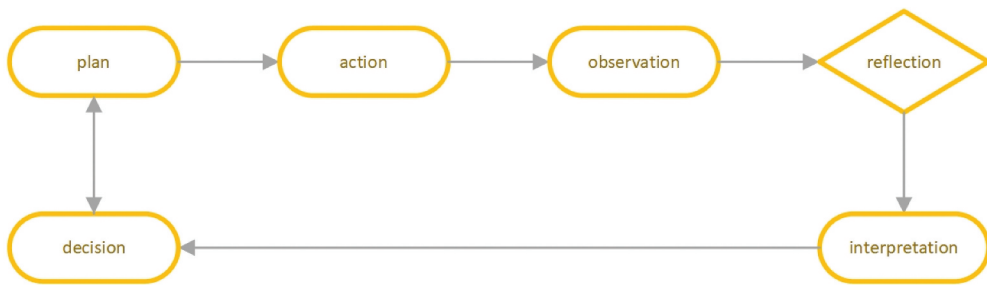 plan
action
observation
reflection
decision
interpretation